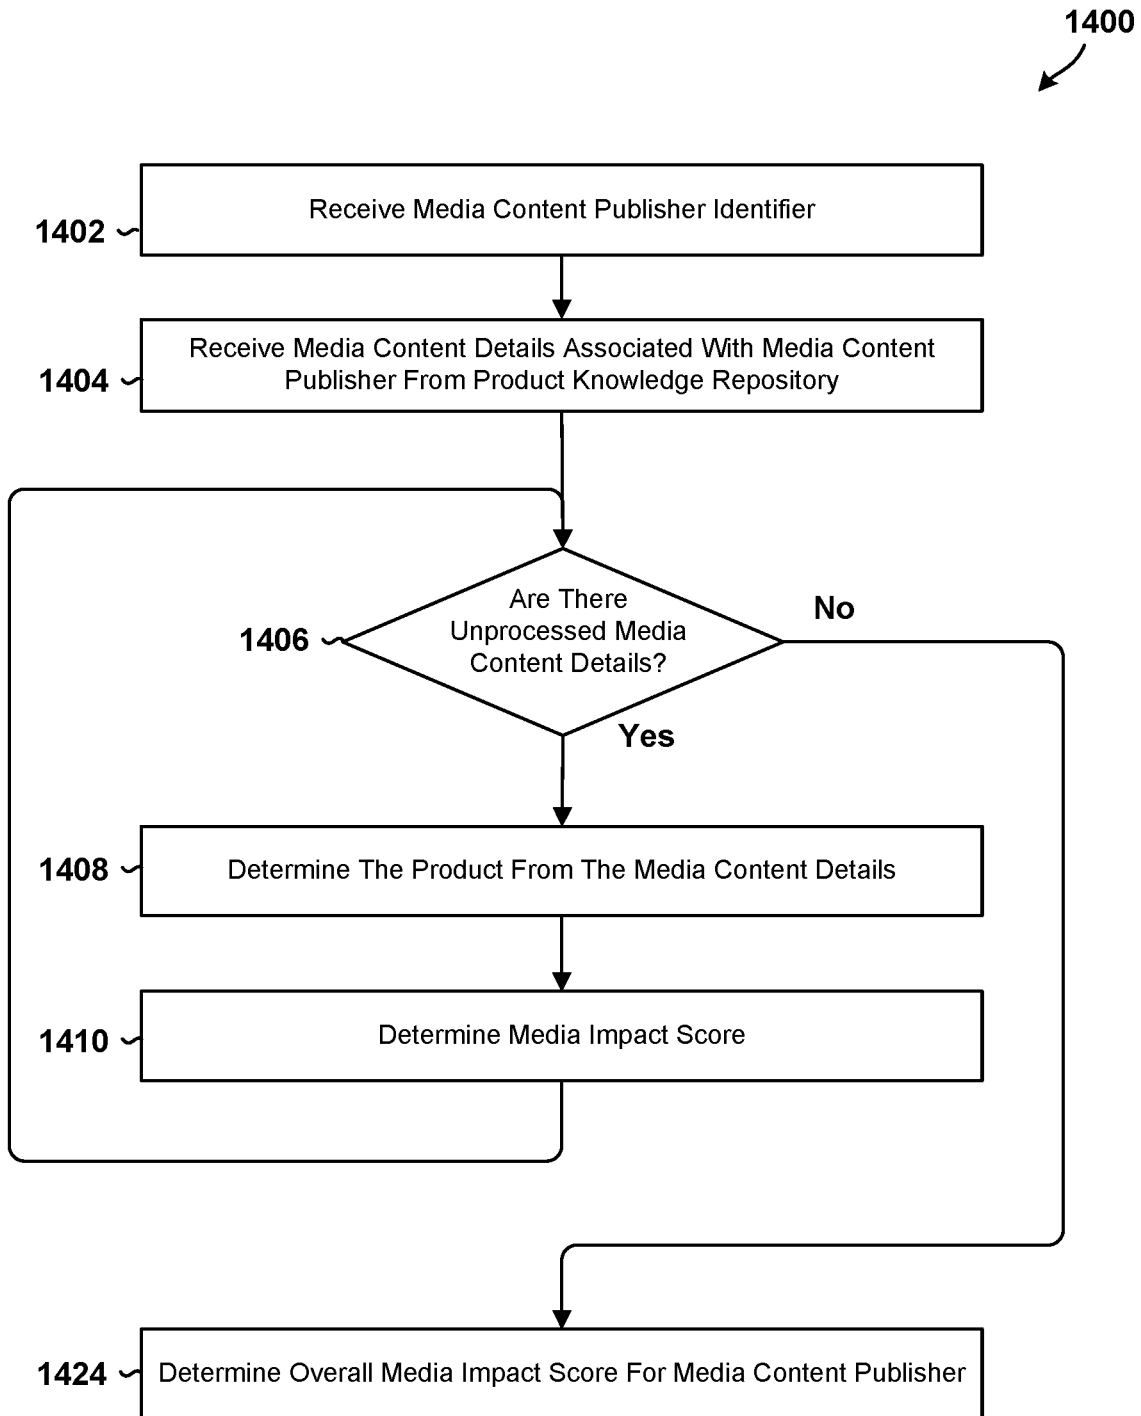 1400
Receive Media Content Publisher Identifier
1402
Receive Media Content Details Associated With Media Content
Publisher From Product Knowledge Repository
1404
Are There
Unprocessed Media
Content Details?
1406
No
Yes
Determine The Product From The Media Content Details
1408
Determine Media Impact Score
1410
Determine Overall Media Impact Score For Media Content Publisher
1424